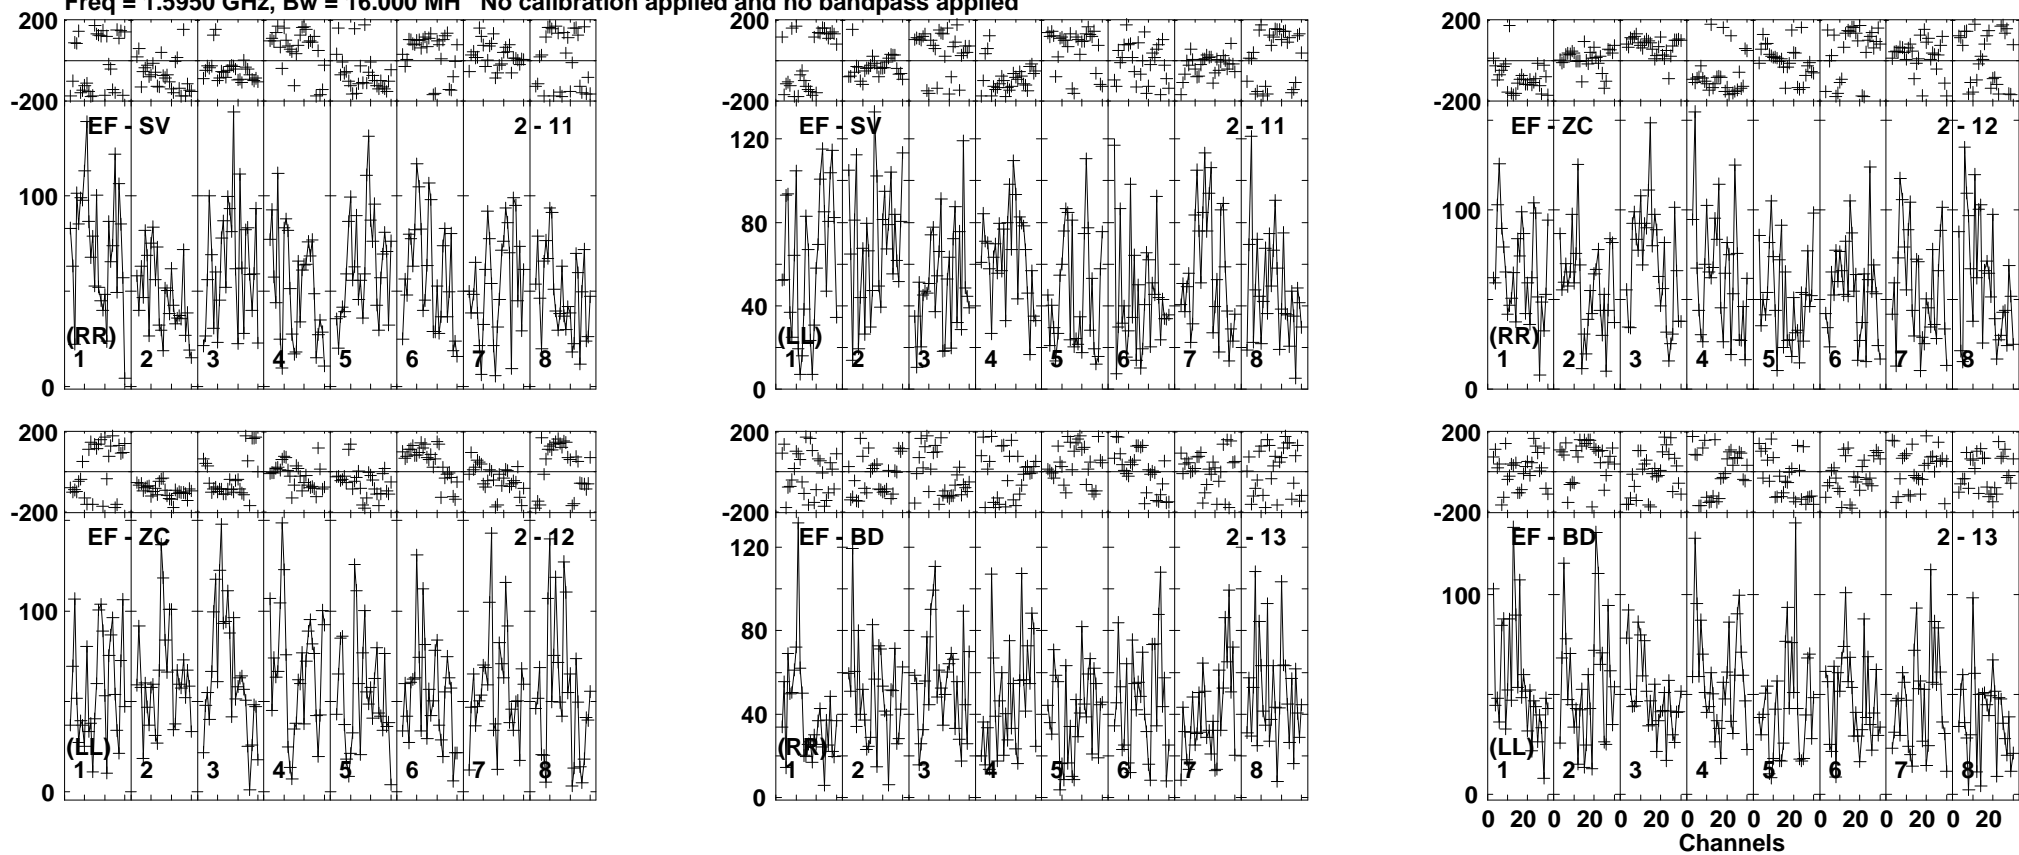 Freq = 1.5950 GHz, Bw = 16.000 MH No calibration applied and no bandpass applied
200
-200
EF - SV 2 - 11
100
(RR)
1 2 3 4 5 6 7 8
0
200
-200
EF - SV 2 - 11
120
80
40
(LL)
1 2 3 4 5 6 7 8
0
200
-200
EF - ZC 2 - 12
100
(RR)
1 2 3 4 5 6 7 8
0
200
-200
EF - ZC 2 - 12
100
(LL)
1 2 3 4 5 6 7 8
0
200
-200
EF - BD 2 - 13
120
80
40
(RR)
1 2 3 4 5 6 7 8
0
200
-200
EF - BD 2 - 13
100
(LL)
1 2 3 4 5 6 7 8
0
0 20 0 20 0 20 0 20 0 20 0 20 0 20 0 20
Channels